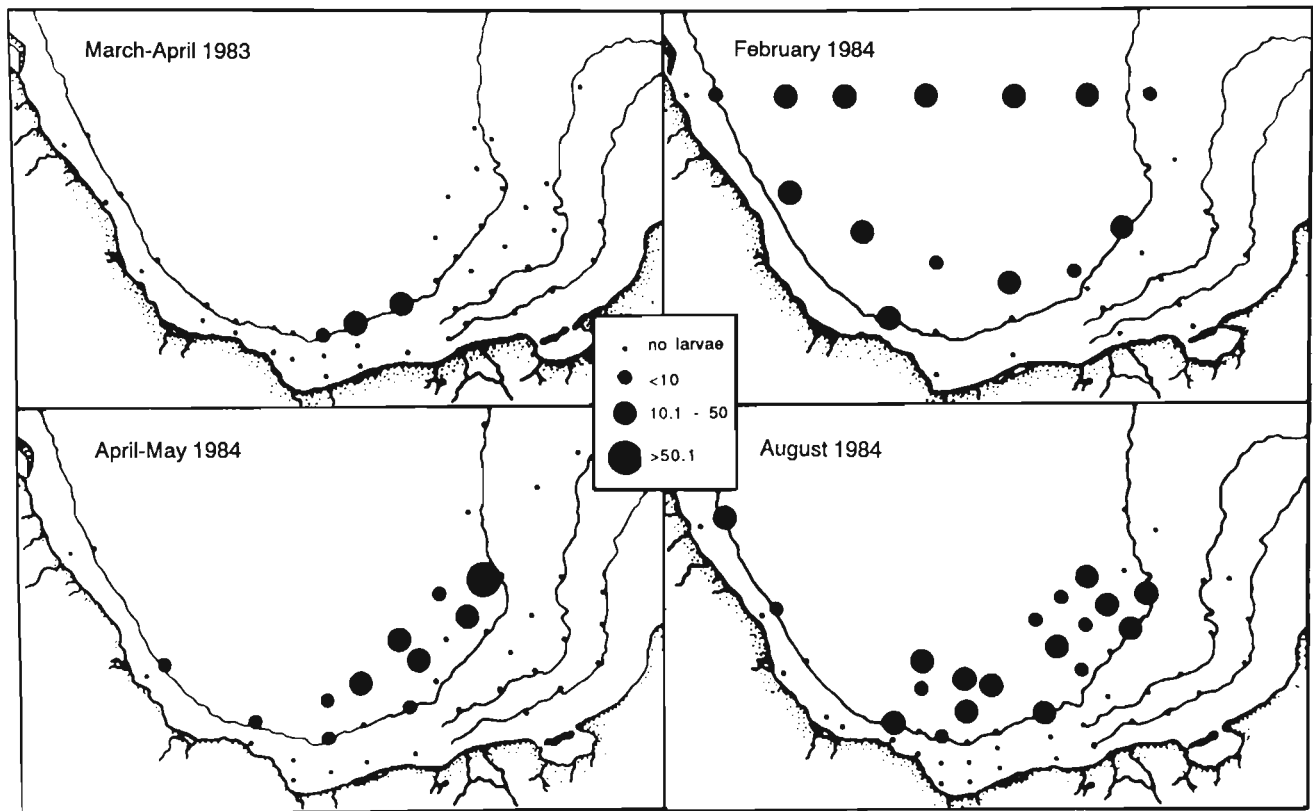 March-April 1983
February 1984
no larvae
<10
10.1 - 50
>50.1
April-May 1984
August 1984